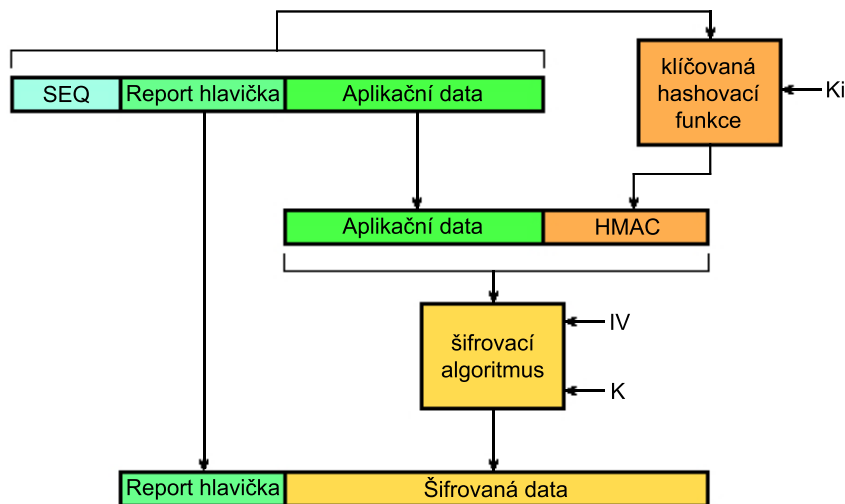 SEQ
Report hlavička
Aplikační data
klíčovaná
hashovací
funkce
Ki
Aplikační data
HMAC
šifrovací
algoritmus
IV
K
Report hlavička
Šifrovaná data